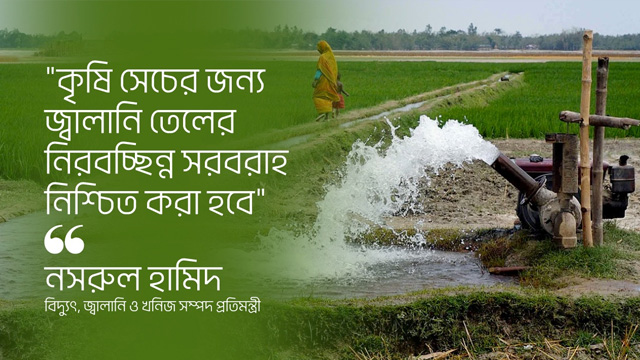 "কৃষি সেচের জন্য
জ্বালানি তেলের
নিরবচ্ছিন্ন সরবরাহ
নিশ্চিত করা হবে"
নসরুল হামিদ
বিদ্যুৎ, জ্বালানি ও খনিজ সম্পদ প্রতিমন্ত্রী